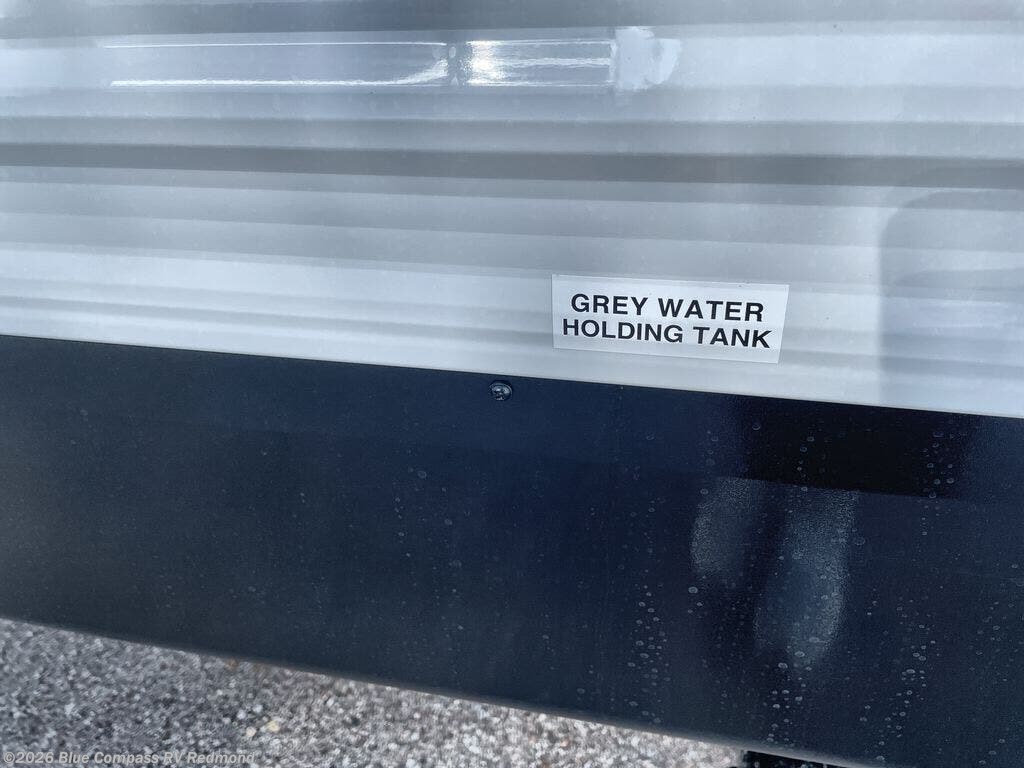 GREY WATER
HOLDING TANK
©2026 Blue Compass RV Redmond